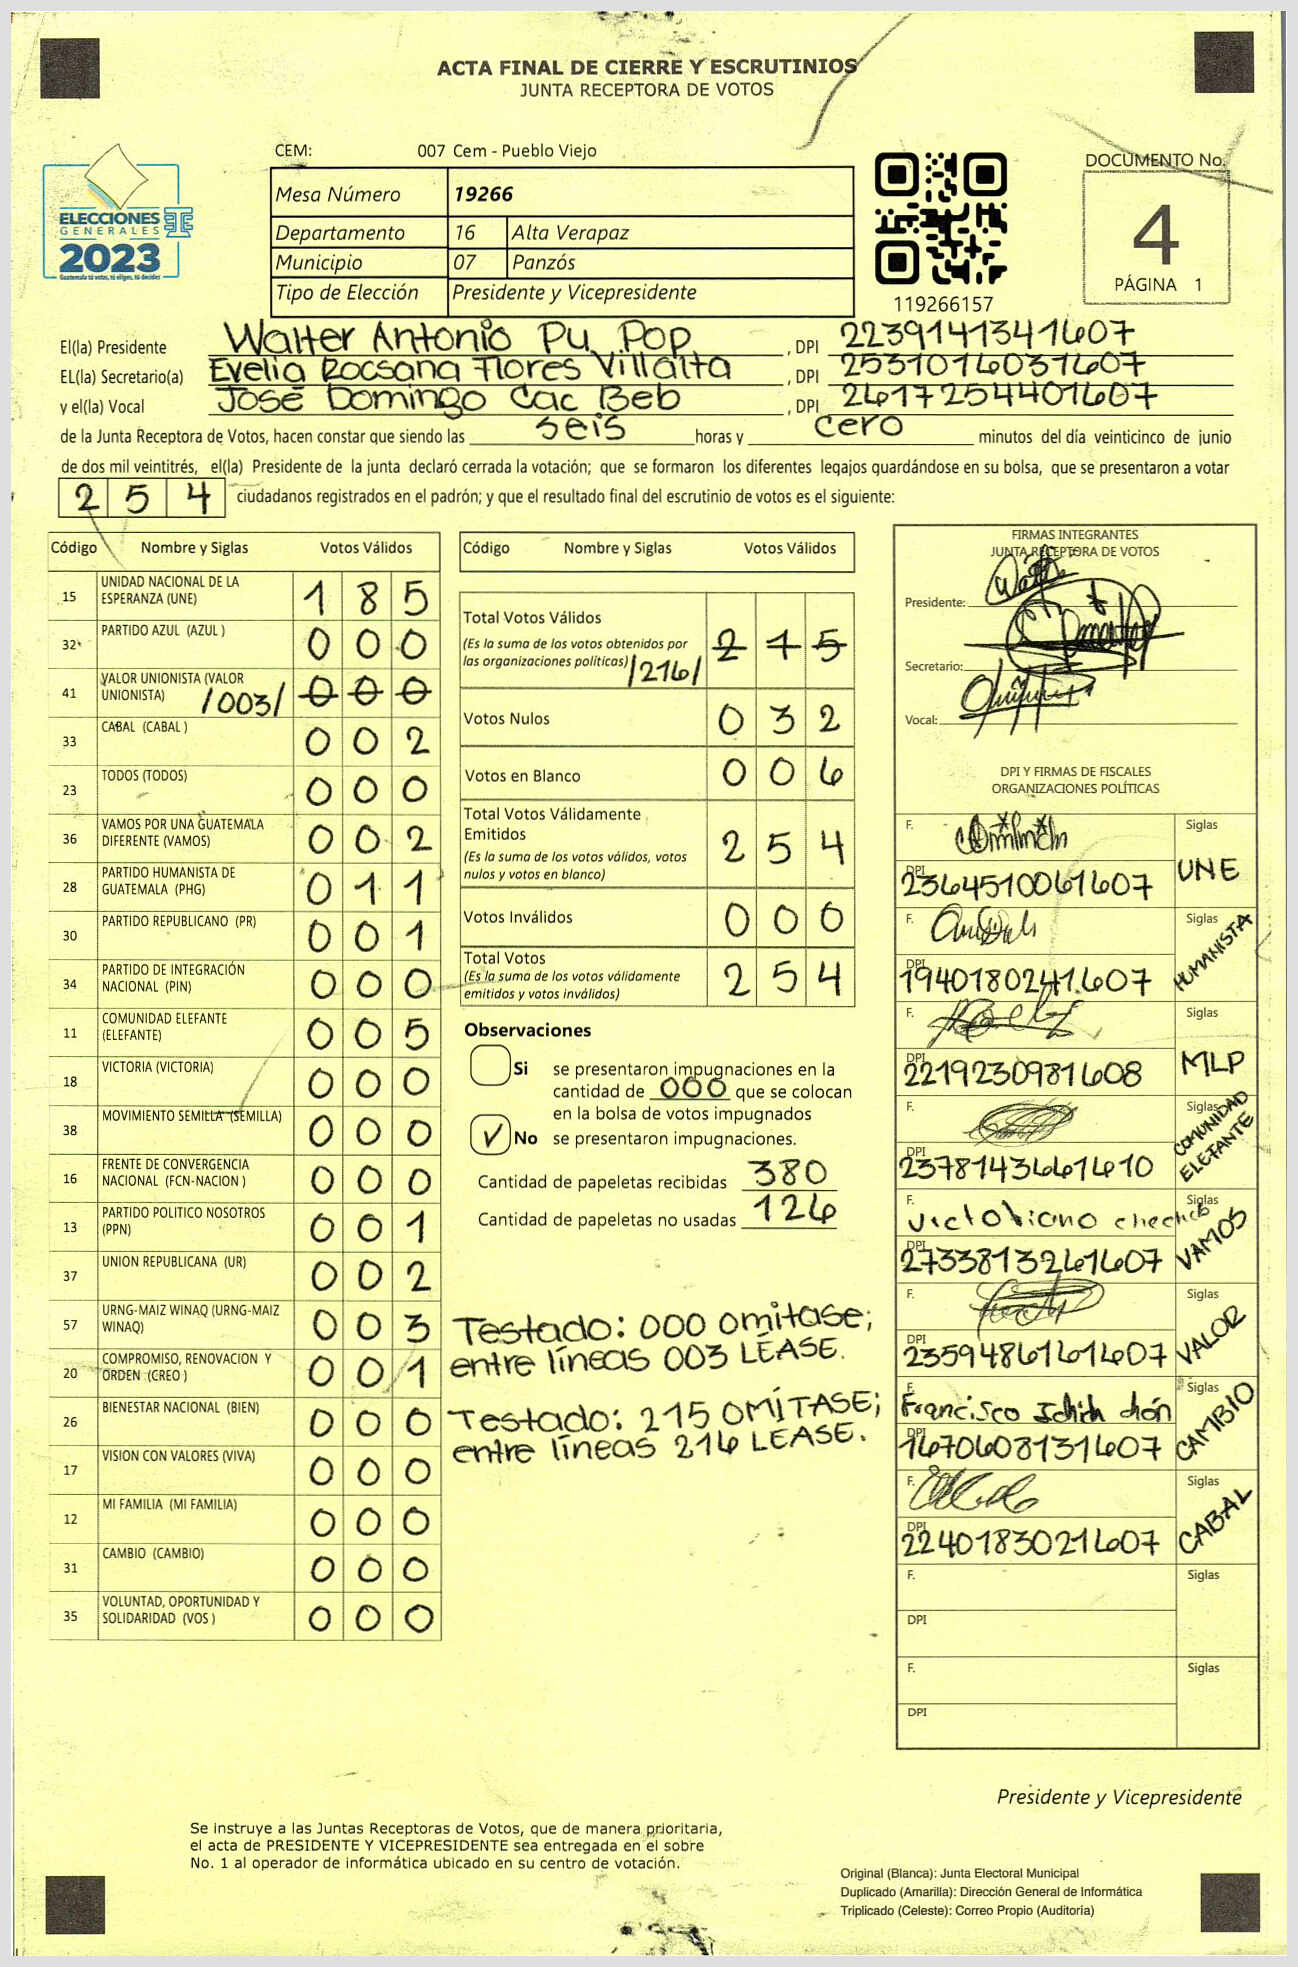 ACTA FINAL DE CIERRE Y ESCRUTINIOS
JUNTA RECEPTORA DE VOTOS
CEM: 007 Cem - Pueblo Viejo
DOCUMENTO No.
4
PÁGINA 1
ELECCIONES
GENERALES
2023
Guatemala tú votas, tú eliges, tú decides
Mesa Número 19266
Departamento 16 Alta Verapaz
Municipio 07 Panzós
Tipo de Elección Presidente y Vicepresidente
119266157
El(la) Presidente Walter Antonio Pu Pop , DPI 2239141341607
EL(la) Secretario(a) Evelia Rocsana Flores Villalta , DPI 2531016031607
y el(la) Vocal José Domingo Cac Beb , DPI 2617254401607
de la Junta Receptora de Votos, hacen constar que siendo las seis horas y cero minutos del día veinticinco de junio
de dos mil veintitrés, el(la) Presidente de la junta declaró cerrada la votación; que se formaron los diferentes legajos guardándose en su bolsa, que se presentaron a votar
2 5 4 ciudadanos registrados en el padrón; y que el resultado final del escrutinio de votos es el siguiente:
Código Nombre y Siglas Votos Válidos
15 UNIDAD NACIONAL DE LA ESPERANZA (UNE) 1 8 5
32 PARTIDO AZUL (AZUL ) 0 0 0
41 VALOR UNIONISTA (VALOR UNIONISTA) /003/ 0 0 0
33 CABAL (CABAL ) 0 0 2
23 TODOS (TODOS) 0 0 0
36 VAMOS POR UNA GUATEMALA DIFERENTE (VAMOS) 0 0 2
28 PARTIDO HUMANISTA DE GUATEMALA (PHG) 0 1 1
30 PARTIDO REPUBLICANO (PR) 0 0 1
34 PARTIDO DE INTEGRACIÓN NACIONAL (PIN) 0 0 0
11 COMUNIDAD ELEFANTE (ELEFANTE) 0 0 5
18 VICTORIA (VICTORIA) 0 0 0
38 MOVIMIENTO SEMILLA (SEMILLA) 0 0 0
16 FRENTE DE CONVERGENCIA NACIONAL (FCN-NACION ) 0 0 0
13 PARTIDO POLITICO NOSOTROS (PPN) 0 0 1
37 UNION REPUBLICANA (UR) 0 0 2
57 URNG-MAIZ WINAQ (URNG-MAIZ WINAQ) 0 0 3
20 COMPROMISO, RENOVACION Y ORDEN (CREO ) 0 0 1
26 BIENESTAR NACIONAL (BIEN) 0 0 0
17 VISION CON VALORES (VIVA) 0 0 0
12 MI FAMILIA (MI FAMILIA) 0 0 0
31 CAMBIO (CAMBIO) 0 0 0
35 VOLUNTAD, OPORTUNIDAD Y SOLIDARIDAD (VOS ) 0 0 0
Código Nombre y Siglas Votos Válidos
Total Votos Válidos
(Es la suma de los votos obtenidos por
las organizaciones políticas) /216/ 2 1 5
Votos Nulos 0 3 2
Votos en Blanco 0 0 6
Total Votos Válidamente
Emitidos 2 5 4
(Es la suma de los votos válidos, votos
nulos y votos en blanco)
Votos Inválidos 0 0 0
Total Votos 2 5 4
(Es la suma de los votos válidamente
emitidos y votos inválidos)
Observaciones
Si se presentaron impugnaciones en la
cantidad de 000 que se colocan
en la bolsa de votos impugnados
✓ No se presentaron impugnaciones.
Cantidad de papeletas recibidas 380
Cantidad de papeletas no usadas 126
Testado: 000 omitase;
entre líneas 003 LÉASE.
Testado: 215 OMÍTASE;
entre líneas 216 LEASE.
FIRMAS INTEGRANTES
JUNTA RECEPTORA DE VOTOS
Presidente:
Secretario:
Vocal:
DPI Y FIRMAS DE FISCALES
ORGANIZACIONES POLÍTICAS
F. Siglas
DPI 2364510061607 UNE
F. Siglas
DPI 1940180241607 HUMANISTA
F. Siglas
DPI 2219230981608 MLP
F. Siglas
DPI 2378143661610 COMUNIDAD ELEFANTE
F. Siglas
DPI 2733813261607 VAMOS
F. Siglas
DPI 2359486161607 VALOR
F. Francisco Siglas
DPI 1670608131607 CAMBIO
F. Siglas
DPI 2240183021607 CABAL
F. Siglas
DPI
F. Siglas
DPI
Presidente y Vicepresidente
Se instruye a las Juntas Receptoras de Votos, que de manera prioritaria,
el acta de PRESIDENTE Y VICEPRESIDENTE sea entregada en el sobre
No. 1 al operador de informática ubicado en su centro de votación.
Original (Blanca): Junta Electoral Municipal
Duplicado (Amarilla): Dirección General de Informática
Triplicado (Celeste): Correo Propio (Auditoría)